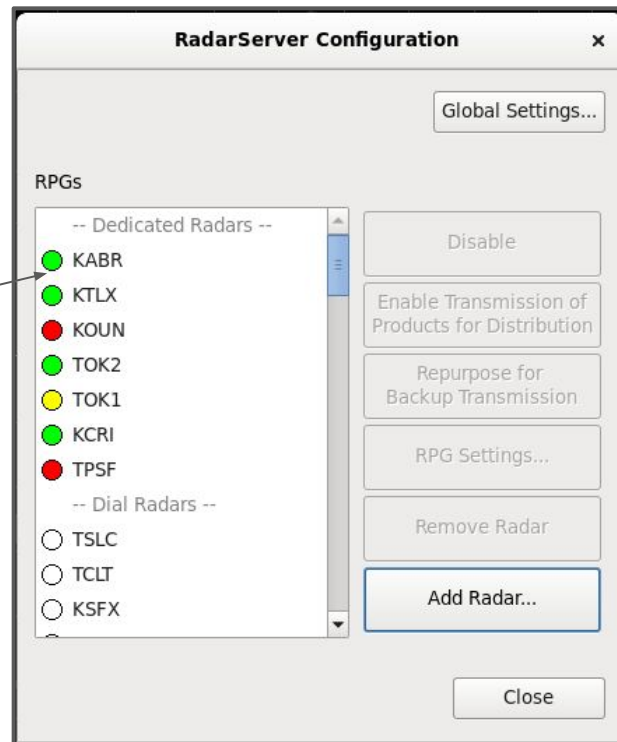 RadarServer Configuration
Global Settings...
RPGs
-- Dedicated Radars --
KABR
KTLX
KOUN
TOK2
TOK1
KCRI
TPSF
-- Dial Radars --
TSLC
TCLT
KSFX
Disable
Enable Transmission of
Products for Distribution
Repurpose for
Backup Transmission
RPG Settings...
Remove Radar
Add Radar...
Close